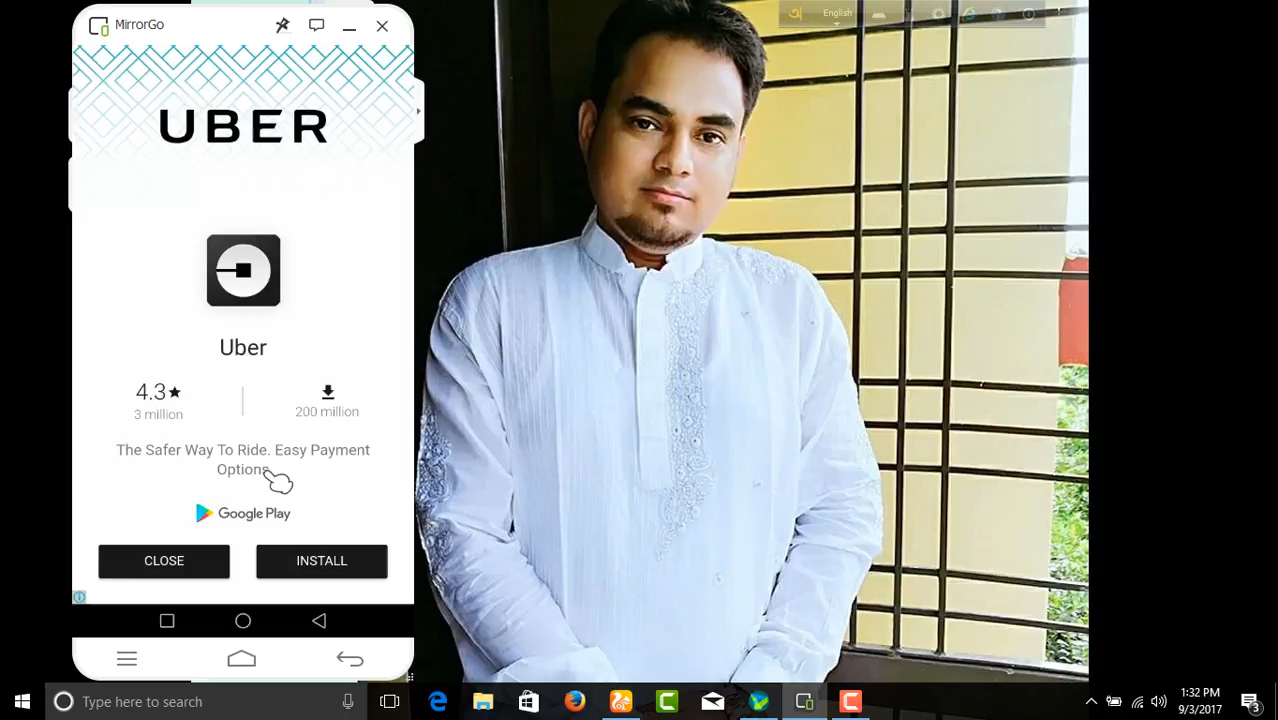 MirrorGo
UBER
Uber
4.3★
3 million
200 million
The Safer Way To Ride. Easy Payment
Options
Google Play
CLOSE
INSTALL
অ
English
Type here to search
1:32 PM
9/3/2017
3